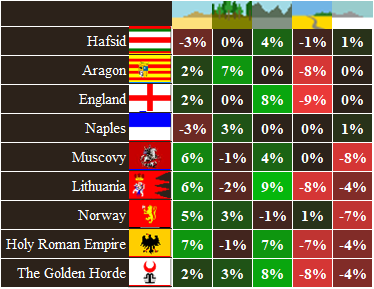 Hafsid -3% 0% 4% -1% 1%
Aragon 2% 7% 0% -8% 0%
England 2% 0% 8% -9% 0%
Naples -3% 3% 0% 0% 1%
Muscovy 6% -1% 4% 0% -8%
Lithuania 6% -2% 9% -8% -4%
Norway 5% 3% -1% 1% -7%
Holy Roman Empire 7% -1% 7% -7% -4%
The Golden Horde 2% 3% 8% -8% -4%